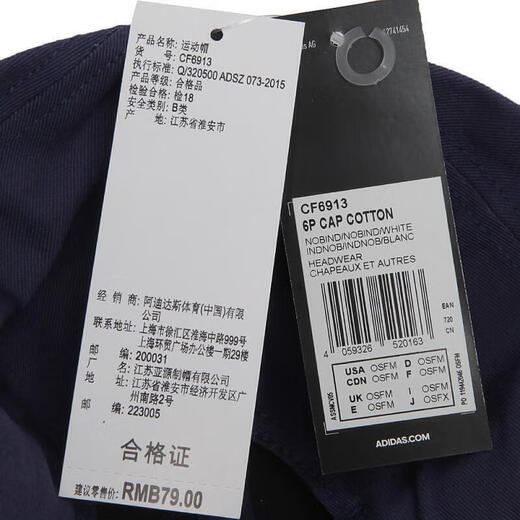 产品名称: 运动帽
货 号: CF6913
执行标准: Q/320500 ADSZ 073-2015
产品等级: 合格品
检验合格: 检18
安全类别: B类
产 地: 江苏省淮安市
经 销 商: 阿迪达斯体育(中国)有限
公司
联系地址: 上海市徐汇区淮海中路999号
上海环贸广场办公楼一期29层
邮 编: 200031
厂 商: 江苏亚源制帽有限公司
地 址: 江苏省淮安市经济开发区广
州南路2号
邮 编: 223005
合格证
建议零售价: RMB79.00
CF6913
6P CAP COTTON
NOBIND/NOBIND/WHITE
INDNOB/INDNOB/BLANC
HEADWEAR
CHAPEAUX ET AUTRES
EAN
720
CN
4 059326 520163
USA OSFM D OSFM
CDN OSFM F OSFM
UK OSFM I OSFM
E OSFM J OSFX
ADIDAS.COM